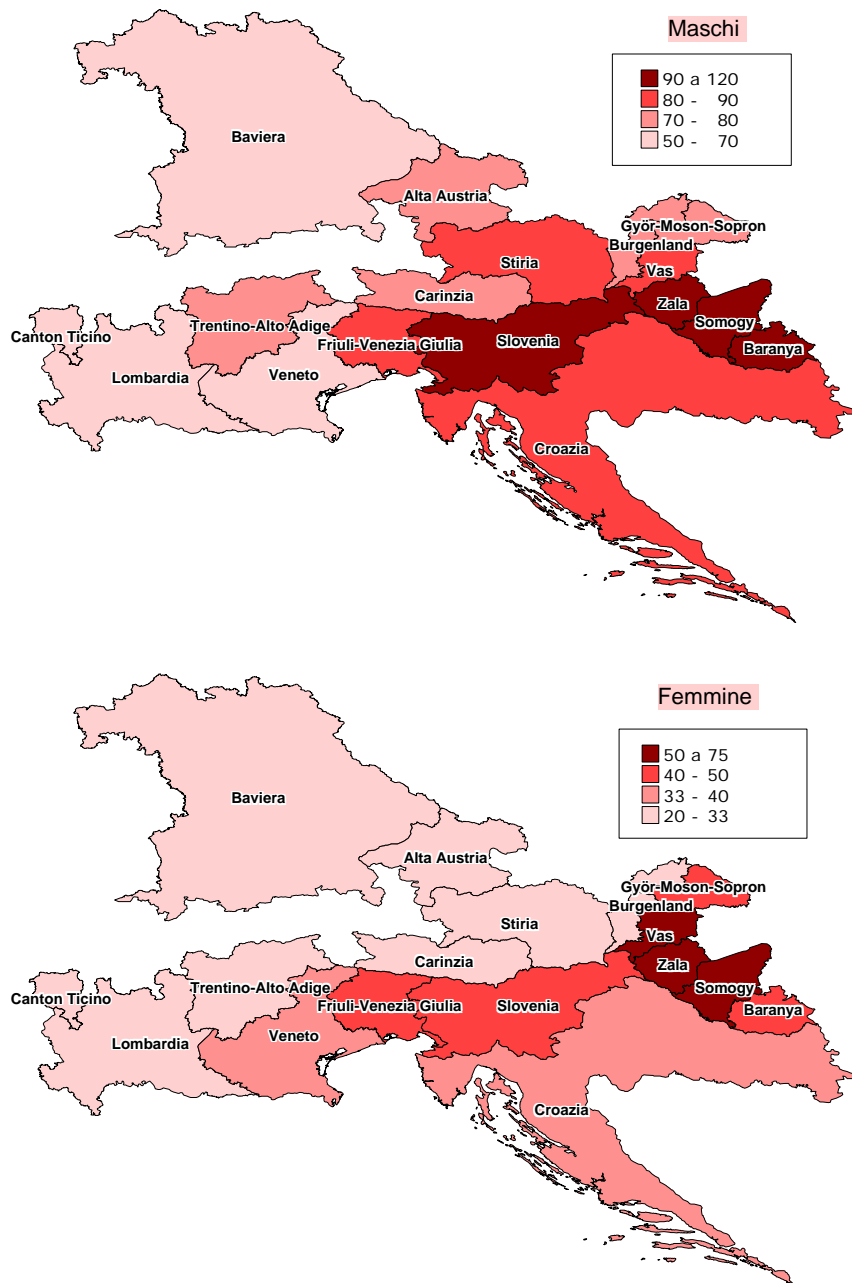 Maschi
90 a 120
80 - 90
70 - 80
50 - 70
Baviera
Alta Austria
Györ-Moson-Sopron
Burgenland
Stiria
Vas
Carinzia
Zala
Trentino-Alto Adige
Somogy
Canton Ticino
Friuli-Venezia Giulia
Slovenia
Baranya
Lombardia
Veneto
Croazia
Femmine
50 a 75
40 - 50
33 - 40
20 - 33
Baviera
Alta Austria
Györ-Moson-Sopron
Burgenland
Stiria
Vas
Carinzia
Zala
Trentino-Alto Adige
Somogy
Canton Ticino
Friuli-Venezia Giulia
Slovenia
Baranya
Lombardia
Veneto
Croazia